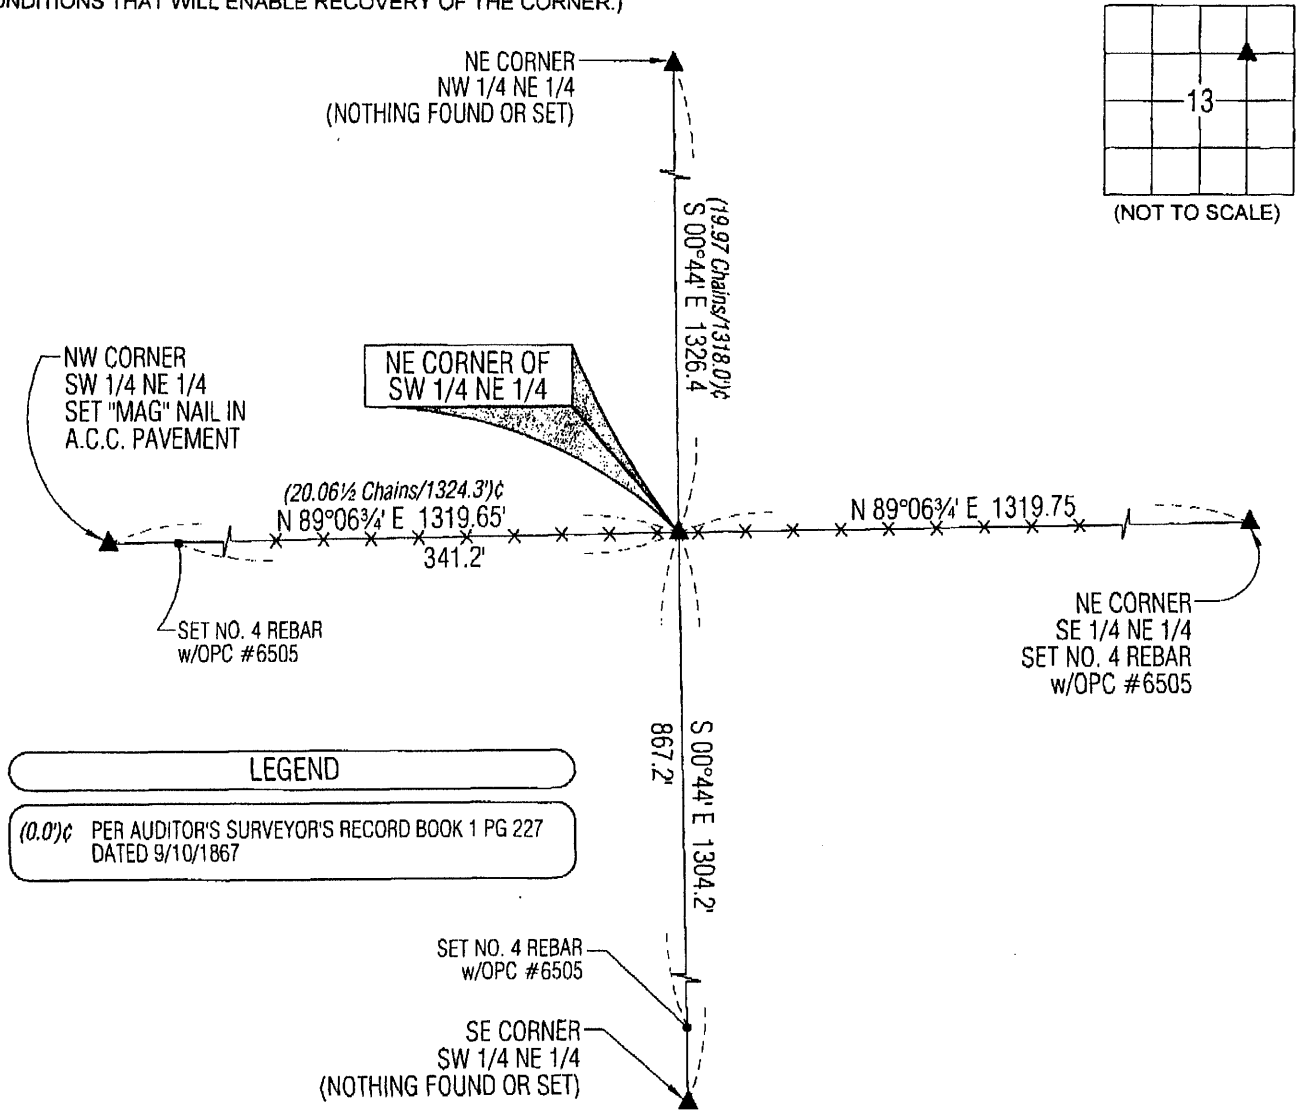 ONDITIONS THAT WILL ENABLE RECOVERY OF THE CORNER.)
NE CORNER
NW 1/4 NE 1/4
(NOTHING FOUND OR SET)
13
(NOT TO SCALE)
(19.97 Chains/1318.0')¢
S 00°44' E 1326.4
NW CORNER
SW 1/4 NE 1/4
SET "MAG" NAIL IN
A.C.C. PAVEMENT
NE CORNER OF
SW 1/4 NE 1/4
(20.06½ Chains/1324.3')¢
N 89°06¾' E 1319.65'
341.2'
N 89°06¾' E 1319.75
SET NO. 4 REBAR
w/OPC #6505
NE CORNER
SE 1/4 NE 1/4
SET NO. 4 REBAR
w/OPC #6505
S 00°44' E 1304.2'
867.2'
LEGEND
(0.0')¢ PER AUDITOR'S SURVEYOR'S RECORD BOOK 1 PG 227
DATED 9/10/1867
SET NO. 4 REBAR
w/OPC #6505
SE CORNER
SW 1/4 NE 1/4
(NOTHING FOUND OR SET)